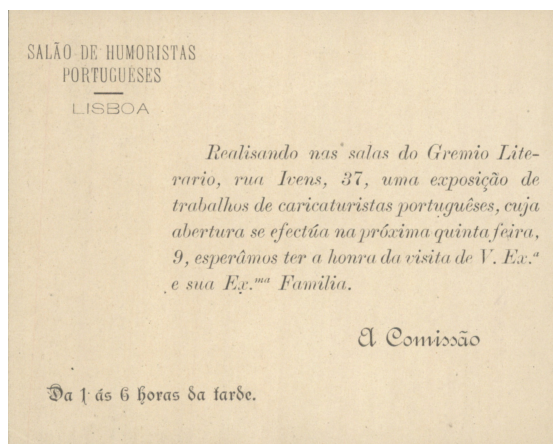 SALÃO DE HUMORISTAS
PORTUGUÊSES
LISBOA
Realisando nas salas do Gremio Lite-
rario, rua Ivens, 37, uma exposição de
trabalhos de caricaturistas portuguêses, cuja
abertura se efectúa na próxima quinta feira,
9, esperâmos ter a honra da visita de V. Ex.ª
e sua Ex.ᵐᵃ Familia.
A Comissão
Da 1 ás 6 horas da tarde.